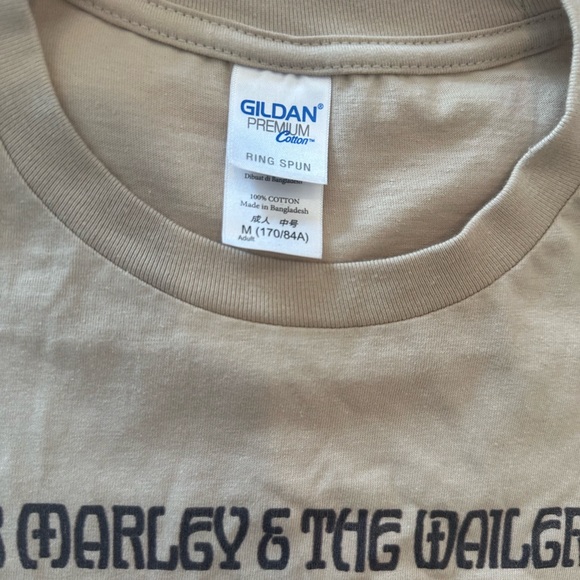 GILDAN®
PREMIUM
Cotton™
RING SPUN
Dibuat di Bangladesh
100% COTTON
Made in Bangladesh
成人 中号
M (170/84A)
Adult
MARLEY & THE WAILER